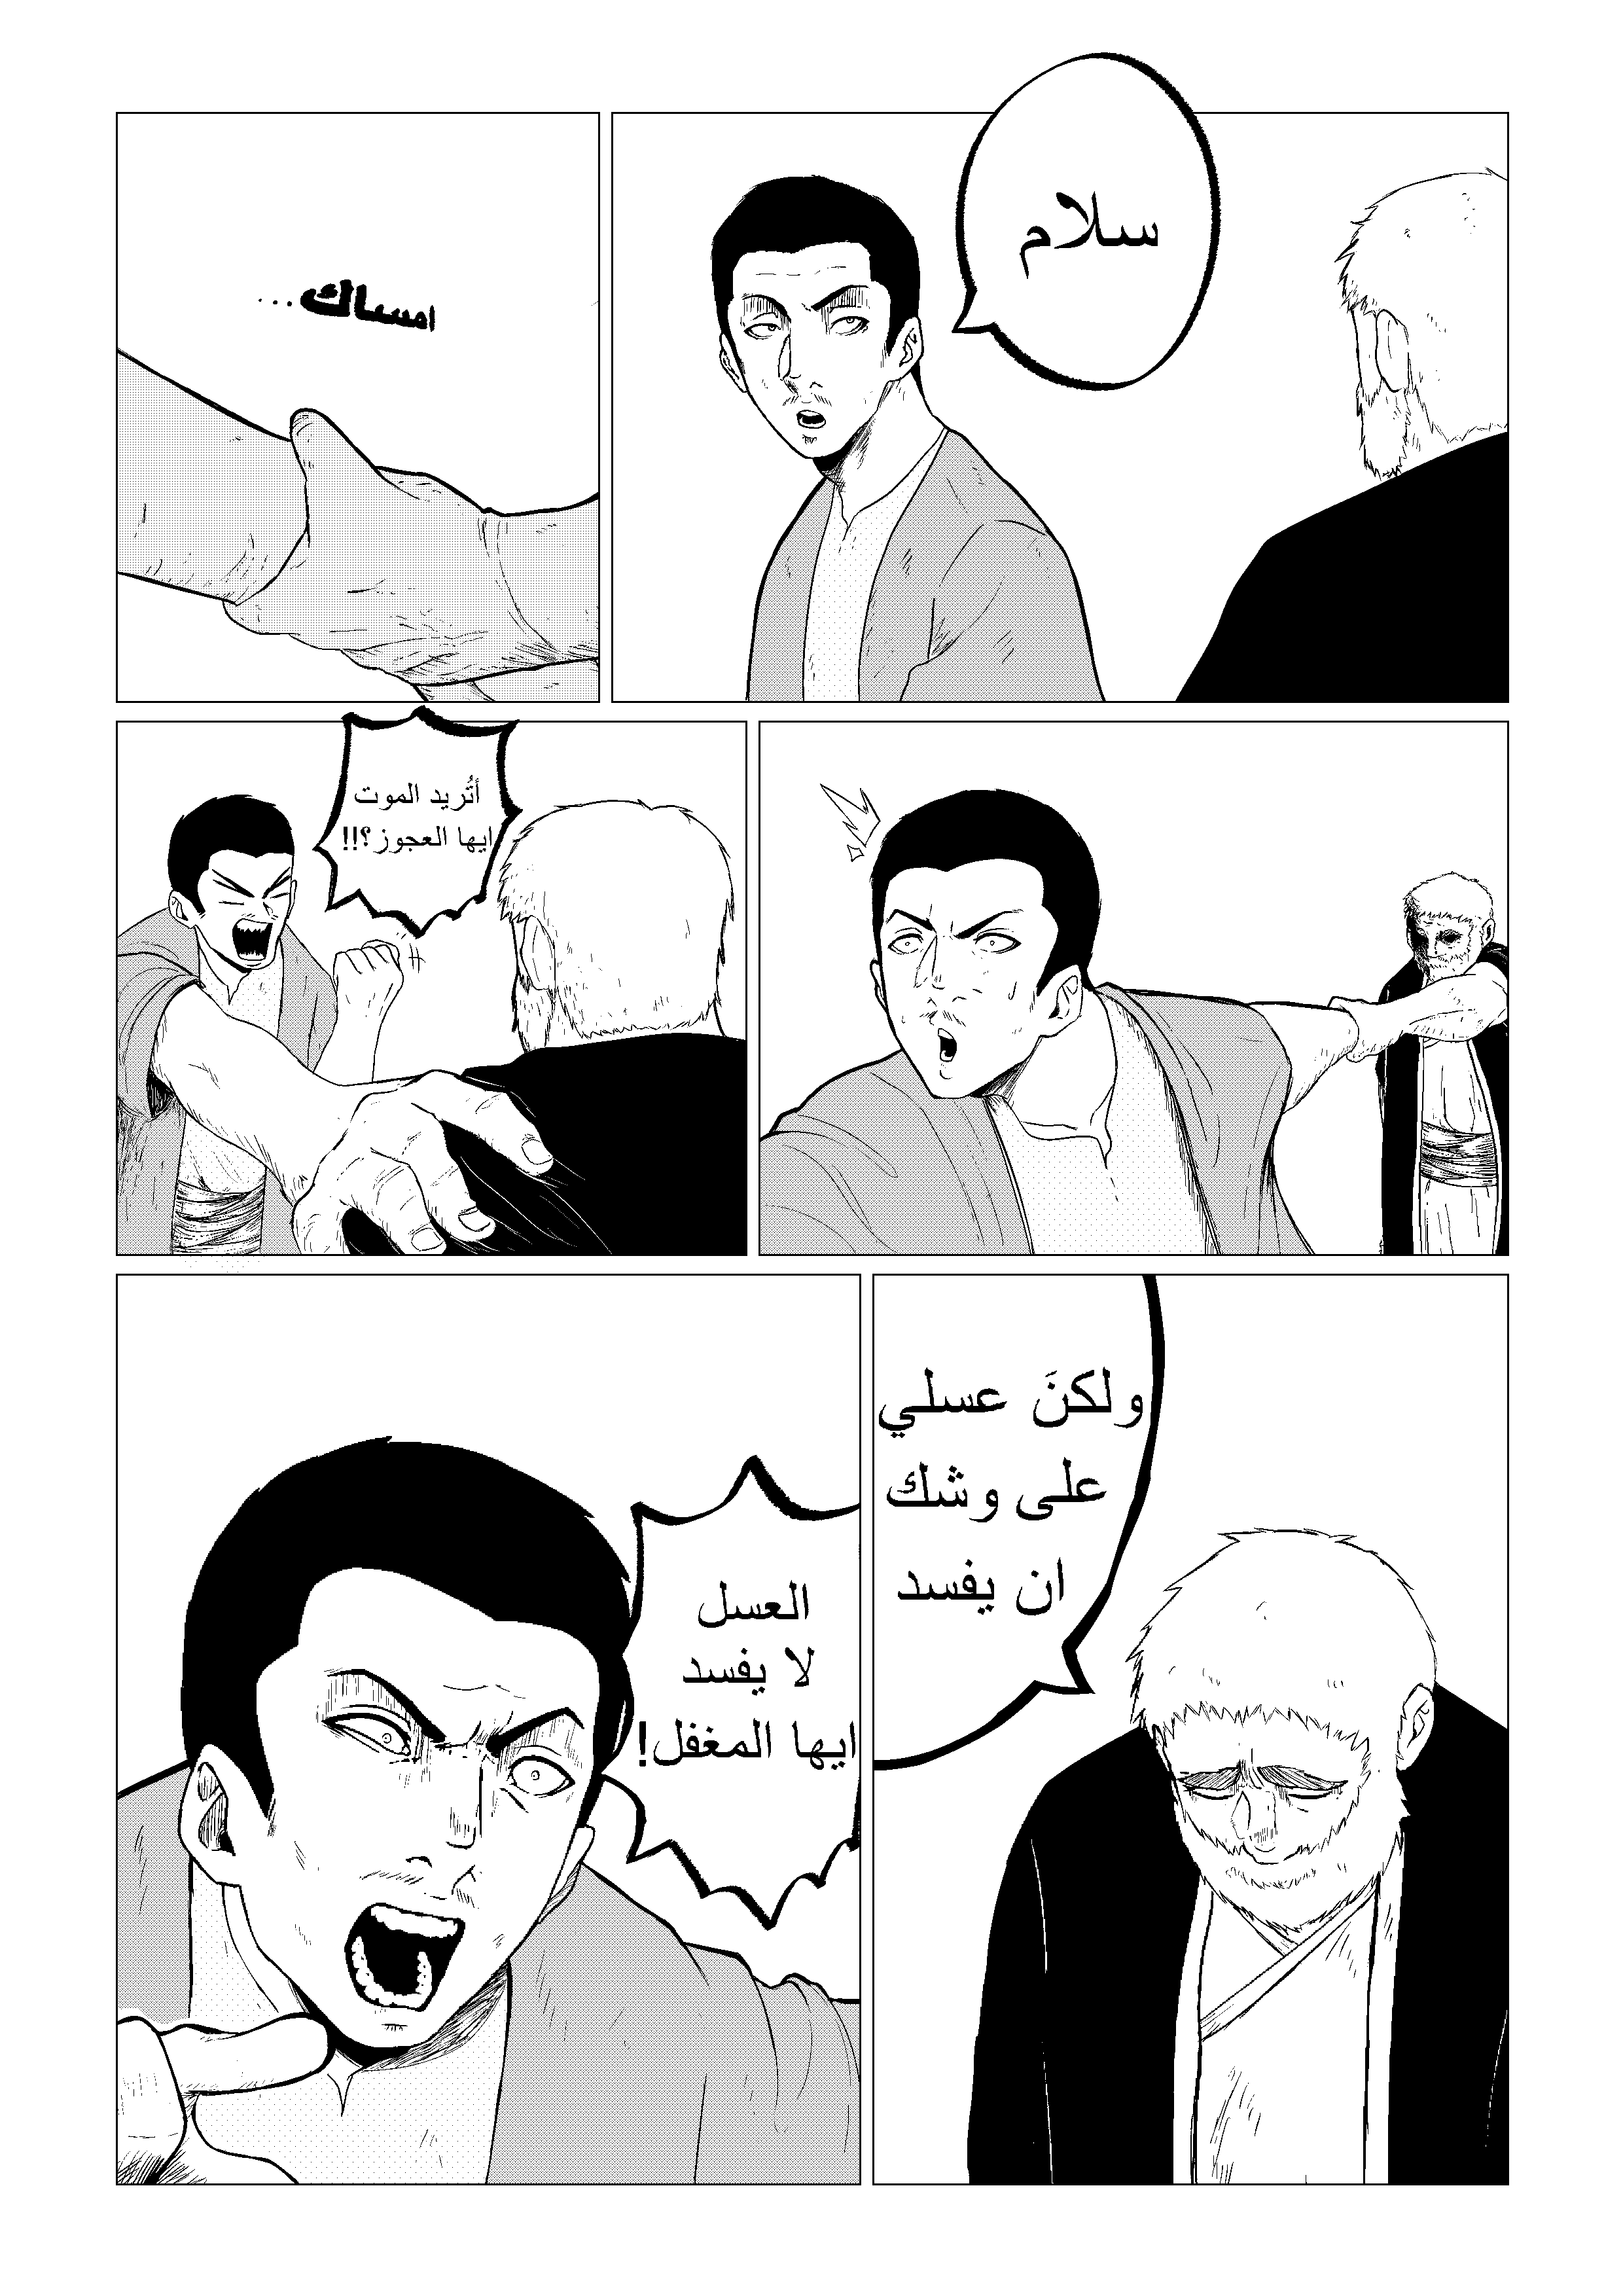 سلام
امساك...
أتُريد الموت
ايها العجوز؟!!
ولكنَ عسلي
على وشك
ان يفسد
العسل
لا يفسد
ايها المغفل!